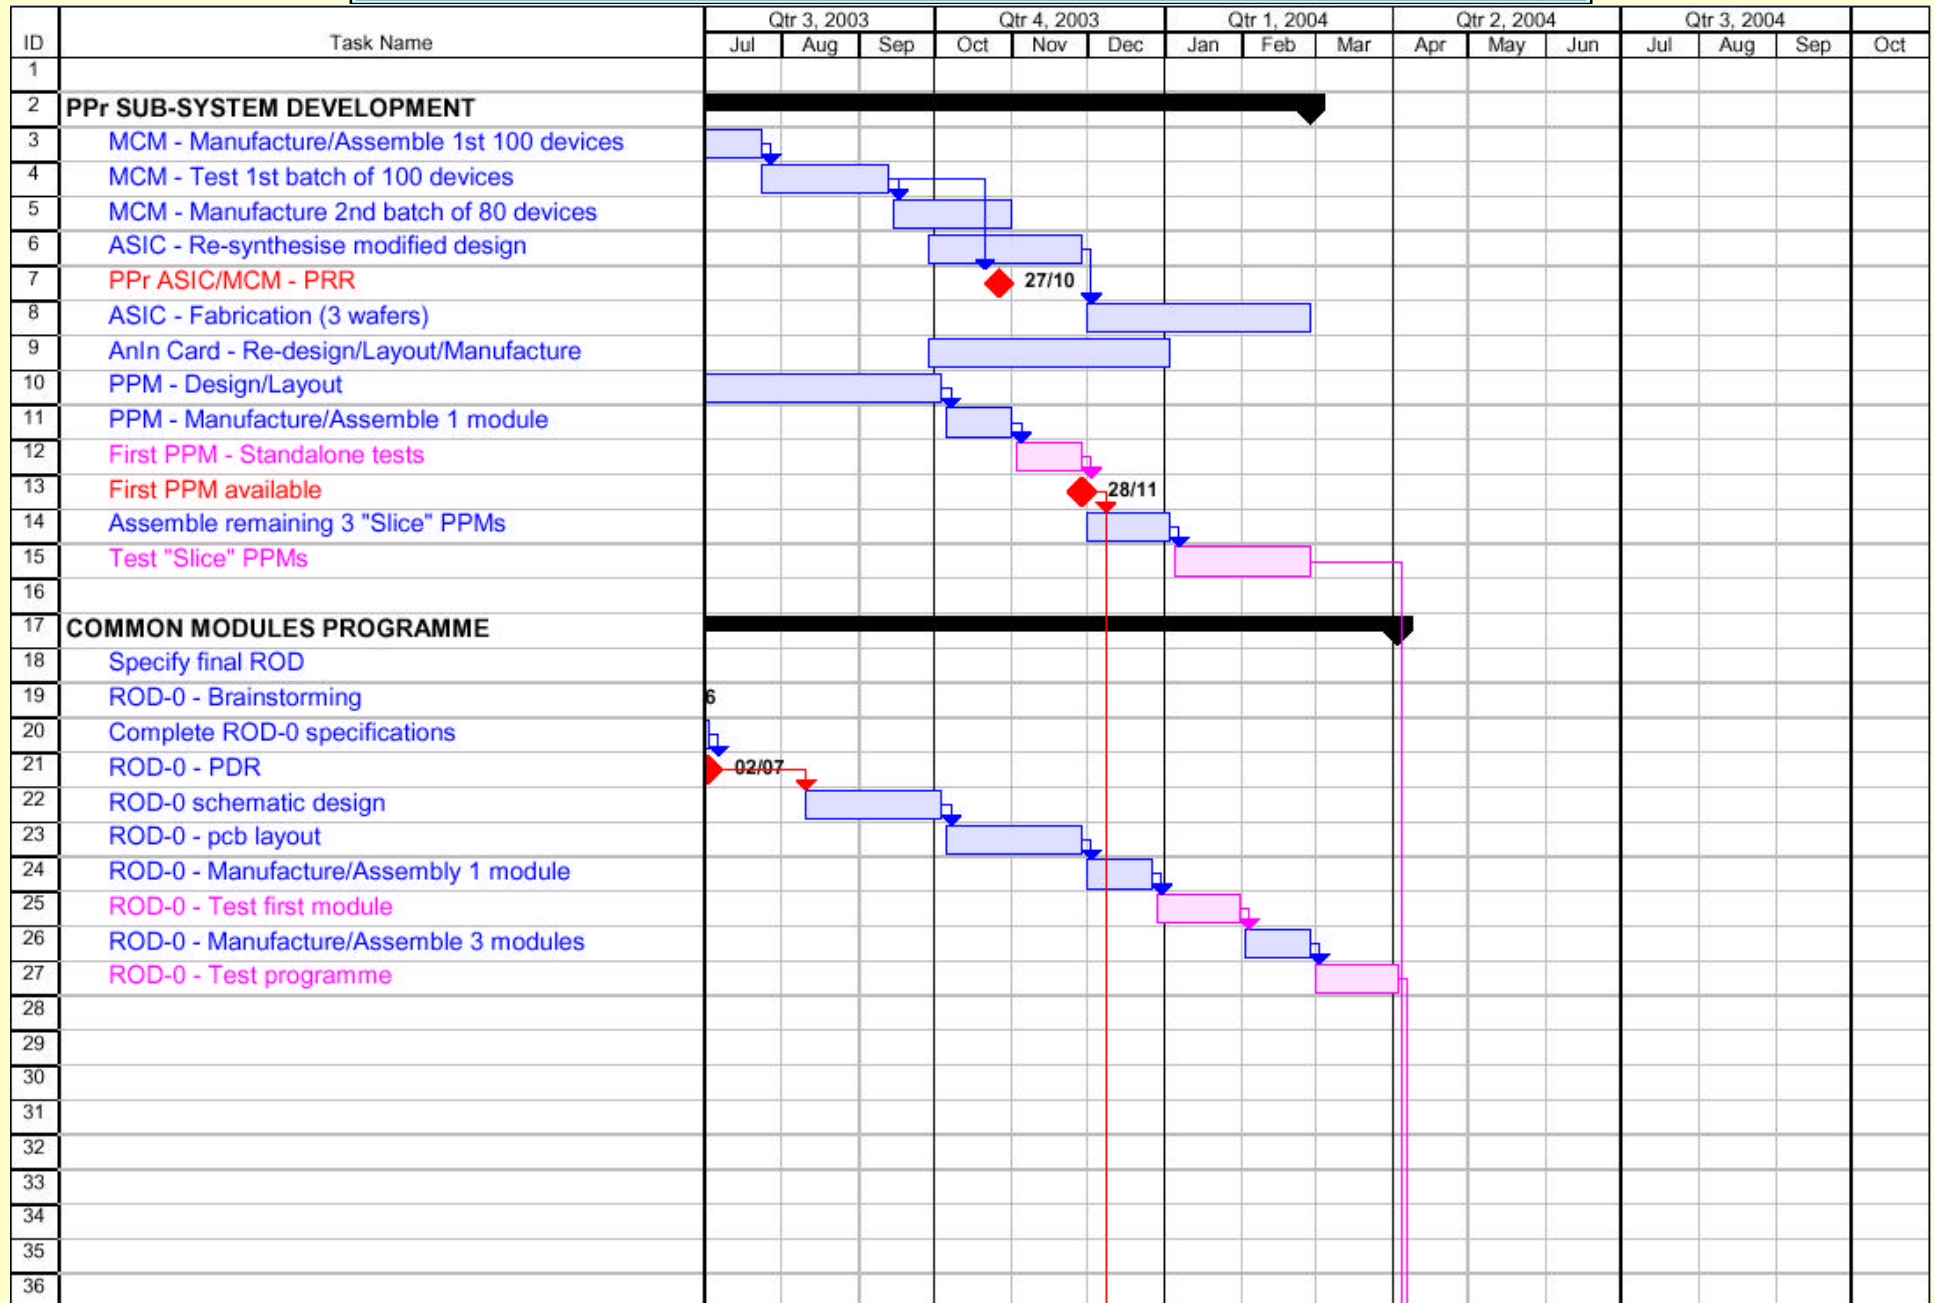 Qtr 3, 2003 Qtr 4, 2003 Qtr 1, 2004 Qtr 2, 2004 Qtr 3, 2004
ID Task Name Jul Aug Sep Oct Nov Dec Jan Feb Mar Apr May Jun Jul Aug Sep Oct
1
2 PPr SUB-SYSTEM DEVELOPMENT
3 MCM - Manufacture/Assemble 1st 100 devices
4 MCM - Test 1st batch of 100 devices
5 MCM - Manufacture 2nd batch of 80 devices
6 ASIC - Re-synthesise modified design
7 PPr ASIC/MCM - PRR 27/10
8 ASIC - Fabrication (3 wafers)
9 AnIn Card - Re-design/Layout/Manufacture
10 PPM - Design/Layout
11 PPM - Manufacture/Assemble 1 module
12 First PPM - Standalone tests
13 First PPM available 28/11
14 Assemble remaining 3 "Slice" PPMs
15 Test "Slice" PPMs
16
17 COMMON MODULES PROGRAMME
18 Specify final ROD
19 ROD-0 - Brainstorming 6
20 Complete ROD-0 specifications
21 ROD-0 - PDR 02/07
22 ROD-0 schematic design
23 ROD-0 - pcb layout
24 ROD-0 - Manufacture/Assembly 1 module
25 ROD-0 - Test first module
26 ROD-0 - Manufacture/Assemble 3 modules
27 ROD-0 - Test programme
28
29
30
31
32
33
34
35
36